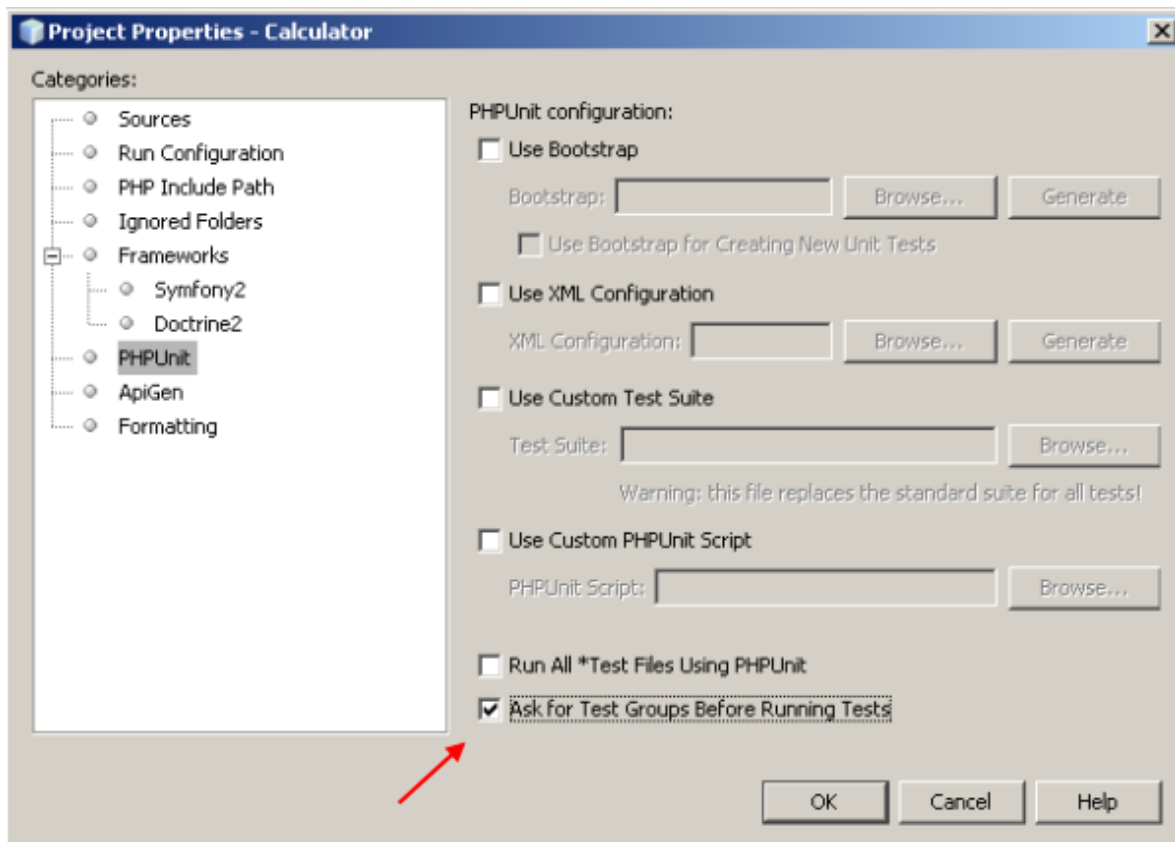 Project Properties - Calculator
Categories:
Sources
Run Configuration
PHP Include Path
Ignored Folders
Frameworks
Symfony2
Doctrine2
PHPUnit
ApiGen
Formatting
PHPUnit configuration:
Use Bootstrap
Bootstrap: Browse... Generate
Use Bootstrap for Creating New Unit Tests
Use XML Configuration
XML Configuration: Browse... Generate
Use Custom Test Suite
Test Suite: Browse...
Warning: this file replaces the standard suite for all tests!
Use Custom PHPUnit Script
PHPUnit Script: Browse...
Run All *Test Files Using PHPUnit
Ask for Test Groups Before Running Tests
OK Cancel Help